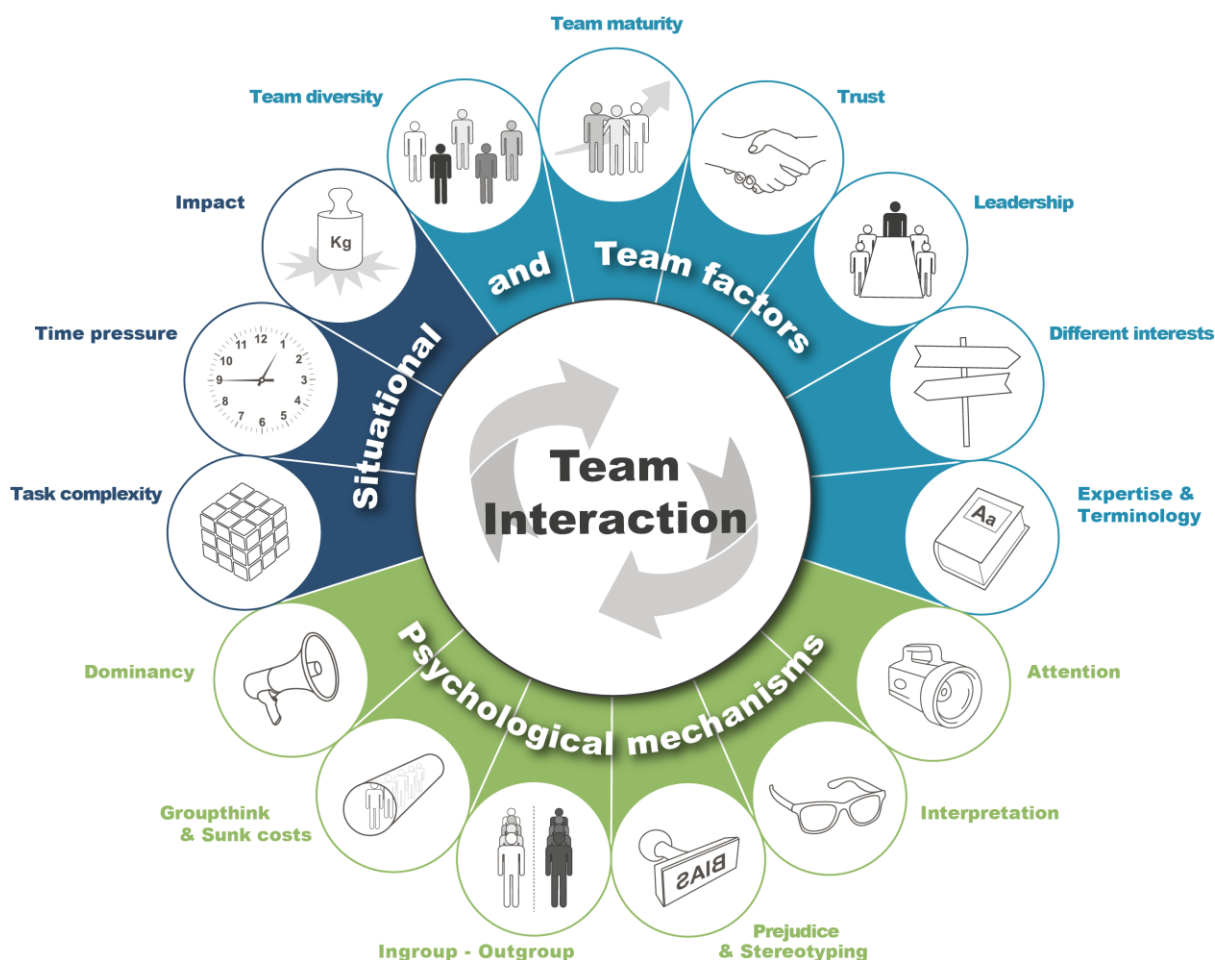 Team maturity
Team diversity
Trust
Impact
Kg
Leadership
Situational and Team factors
Time pressure
12
1
2
3
4
5
6
7
8
9
10
11
Different interests
Team
Interaction
Task complexity
Expertise &
Terminology
Aa
Dominancy
Psychological mechanisms
Attention
Groupthink
& Sunk costs
Interpretation
BIAS
Ingroup - Outgroup
Prejudice
& Stereotyping